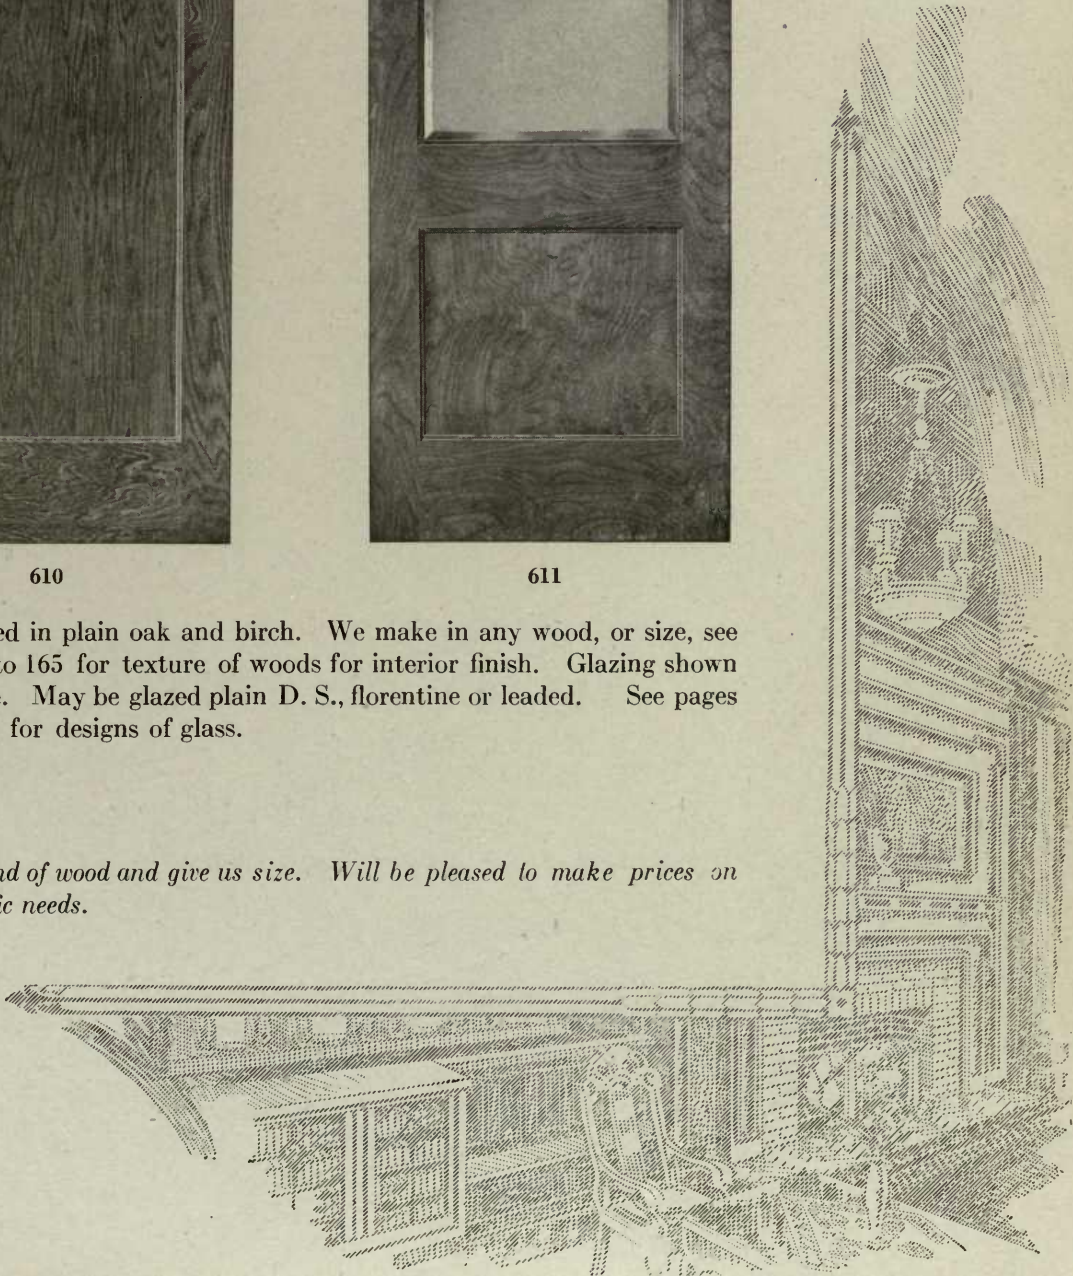 610
611
ed in plain oak and birch. We make in any wood, or size, see
to 165 for texture of woods for interior finish. Glazing shown
e. May be glazed plain D. S., florentine or leaded. See pages
for designs of glass.
nd of wood and give us size. Will be pleased to make prices on
ic needs.